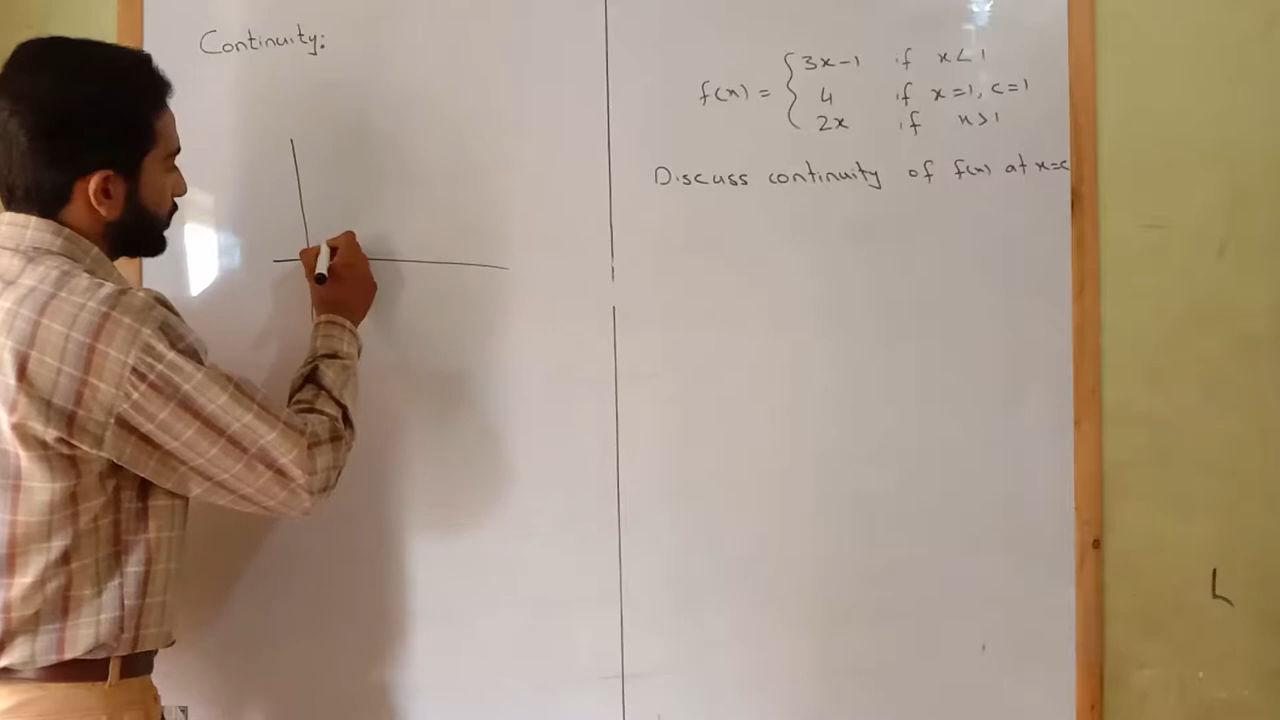 Continuity:
f(x) = { 3x-1 if x<1
4 if x=1, c=1
2x if x>1
Discuss continuity of f(x) at x=c